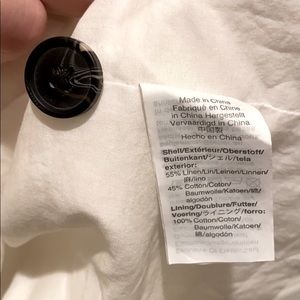 Made in China
Fabriqué en Chine
in China Hergestellt
Vervaardigd in China
中国製
Hecho en China
Shell/Extérieur/Oberstoff/
Buitenkant/シェル/tela
exterior:
55% Linen/Lin/Leinen/Linnen/
麻/lino
45% Cotton/Coton/
Baumwolle/Katoen/綿/
algodón
Lining/Doublure/Futter/
Voering/ライニング/forro:
100% Cotton/Coton/
Baumwolle/Katoen/
綿/algodón